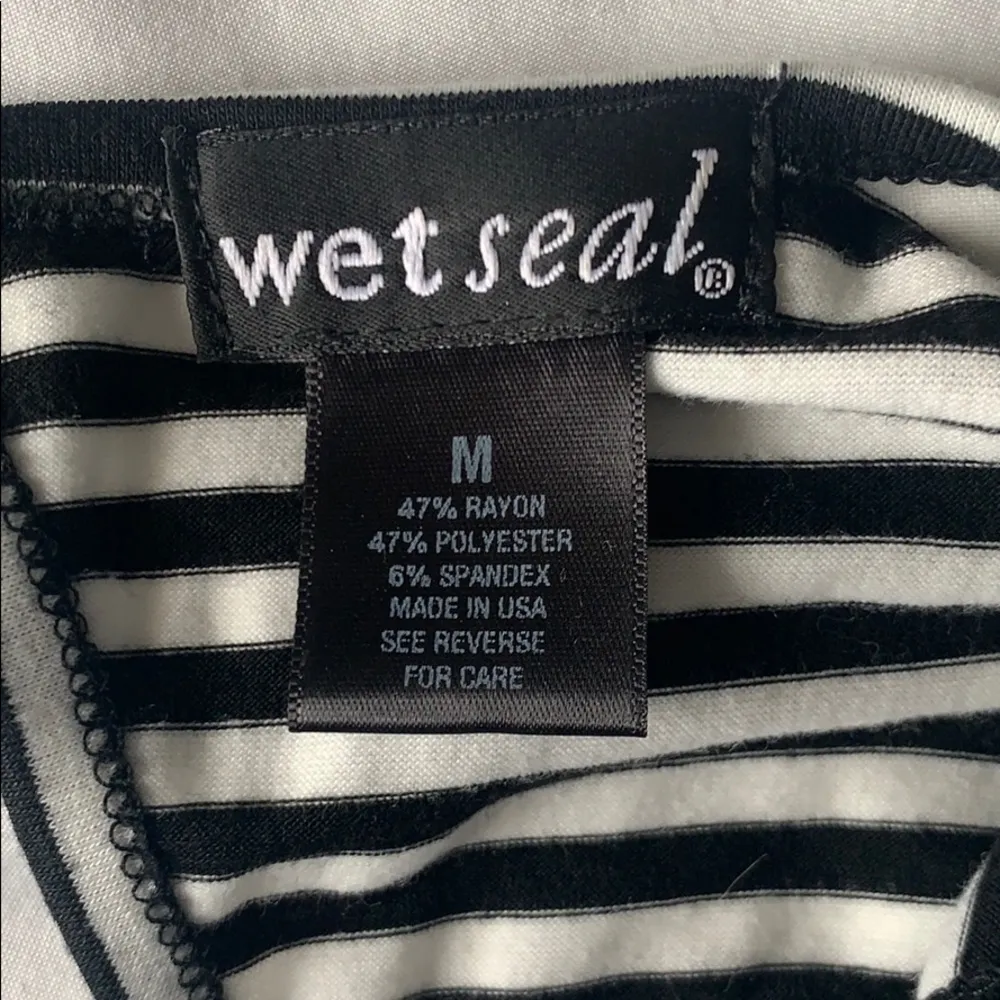 wet seal®
M
47% RAYON
47% POLYESTER
6% SPANDEX
MADE IN USA
SEE REVERSE
FOR CARE